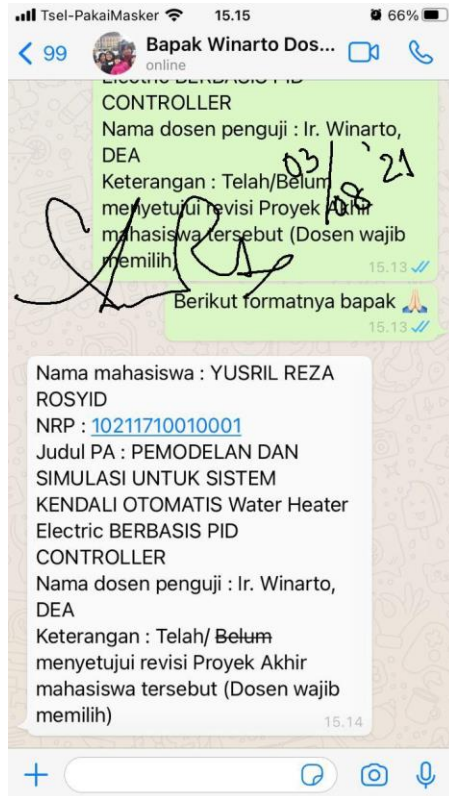 Tsel-PakaiMasker 15.15 66%
99 Bapak Winarto Dos...
online
Electric BERBASIS PID
CONTROLLER
Nama dosen penguji : Ir. Winarto,
DEA
Keterangan : Telah/Belum
menyetujui revisi Proyek Akhir
mahasiswa tersebut (Dosen wajib
memilih)
15.13
03/08 '21
Berikut formatnya bapak 🙏🏻
15.13
Nama mahasiswa : YUSRIL REZA
ROSYID
NRP : 10211710010001
Judul PA : PEMODELAN DAN
SIMULASI UNTUK SISTEM
KENDALI OTOMATIS Water Heater
Electric BERBASIS PID
CONTROLLER
Nama dosen penguji : Ir. Winarto,
DEA
Keterangan : Telah/ Belum
menyetujui revisi Proyek Akhir
mahasiswa tersebut (Dosen wajib
memilih)
15.14